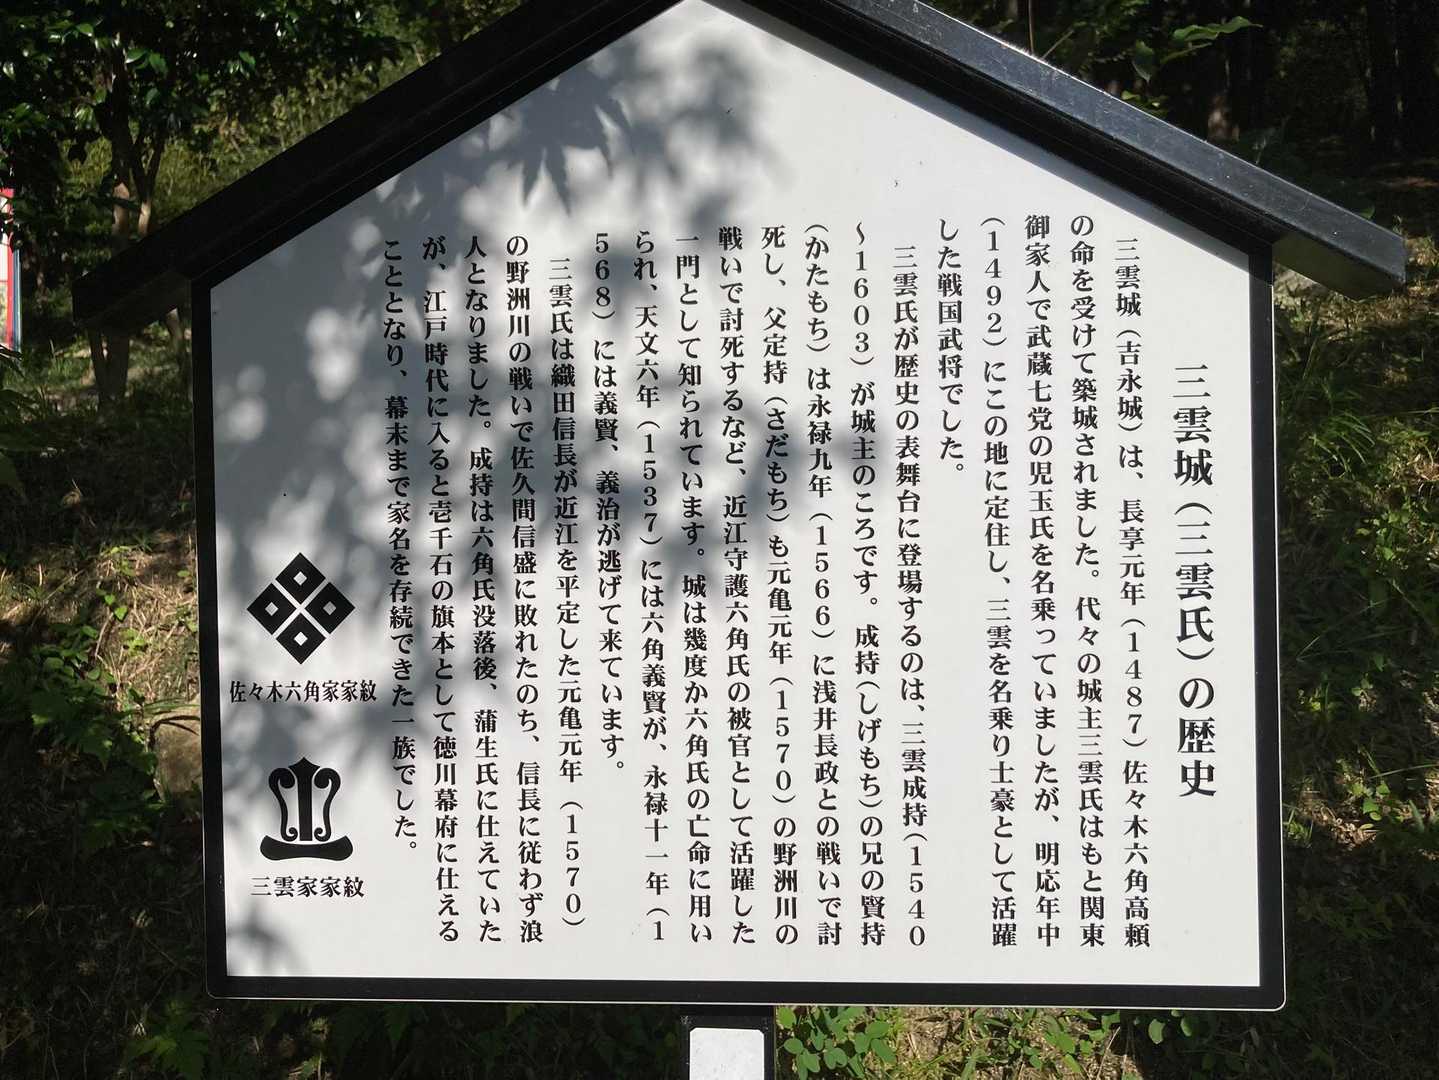 三雲城（三雲氏）の歴史
三雲城（吉永城）は、長享元年（１４８７）佐々木六角高頼
の命を受けて築城されました。代々の城主三雲氏はもと関東
御家人で武蔵七党の児玉氏を名乗っていましたが、明応年中
（１４９２）にこの地に定住し、三雲を名乗り土豪として活躍
した戦国武将でした。
三雲氏が歴史の表舞台に登場するのは、三雲成持（１５４０
～１６０３）が城主のころです。成持（しげもち）の兄の賢持
（かたもち）は永禄九年（１５６６）に浅井長政との戦いで討
死し、父定持（さだもち）も元亀元年（１５７０）の野洲川の
戦いで討死するなど、近江守護六角氏の被官として活躍した
一門として知られています。城は幾度か六角氏の亡命に用い
られ、天文六年（１５３７）には六角義賢が、永禄十一年（１
５６８）には義賢、義治が逃げて来ています。
三雲氏は織田信長が近江を平定した元亀元年（１５７０）
の野洲川の戦いで佐久間信盛に敗れたのち、信長に従わず浪
人となりました。成持は六角氏没落後、蒲生氏に仕えていた
が、江戸時代に入ると壱千石の旗本として徳川幕府に仕える
こととなり、幕末まで家名を存続できた一族でした。
佐々木六角家家紋
三雲家家紋